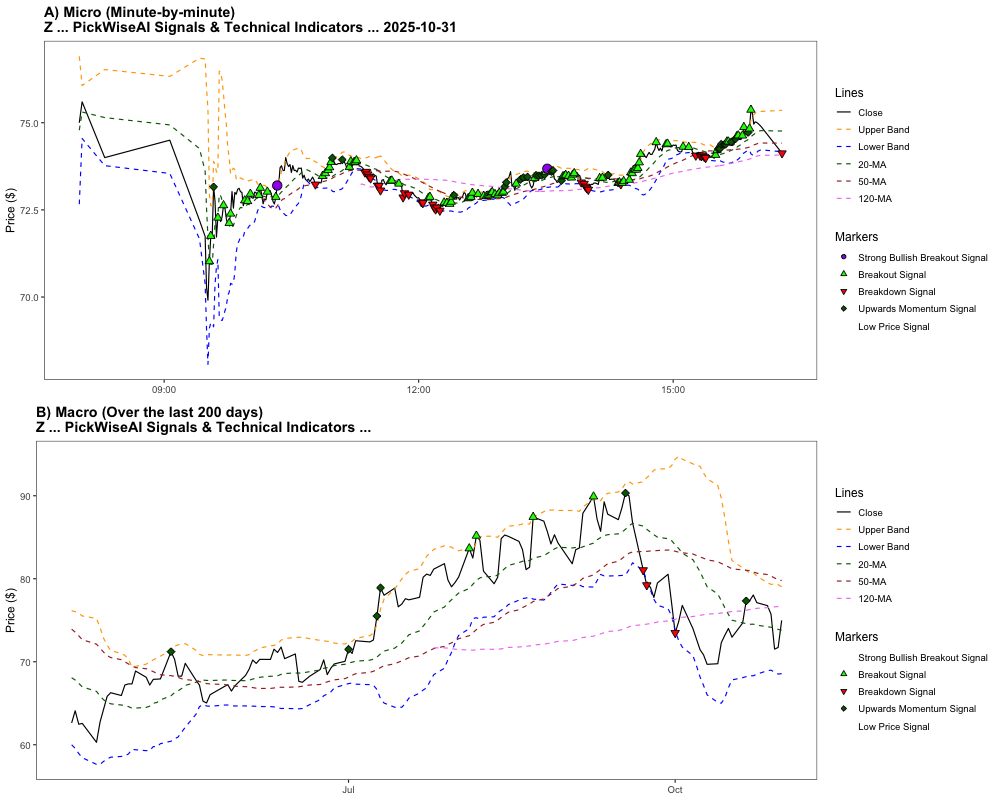 A) Micro (Minute-by-minute)
Z ... PickWiseAI Signals & Technical Indicators ... 2025-10-31
Price ($)
75.0
72.5
70.0
09:00
12:00
15:00
Lines
Close
Upper Band
Lower Band
20-MA
50-MA
120-MA
Markers
Strong Bullish Breakout Signal
Breakout Signal
Breakdown Signal
Upwards Momentum Signal
Low Price Signal
B) Macro (Over the last 200 days)
Z ... PickWiseAI Signals & Technical Indicators ...
Price ($)
90
80
70
60
Jul
Oct
Lines
Close
Upper Band
Lower Band
20-MA
50-MA
120-MA
Markers
Strong Bullish Breakout Signal
Breakout Signal
Breakdown Signal
Upwards Momentum Signal
Low Price Signal